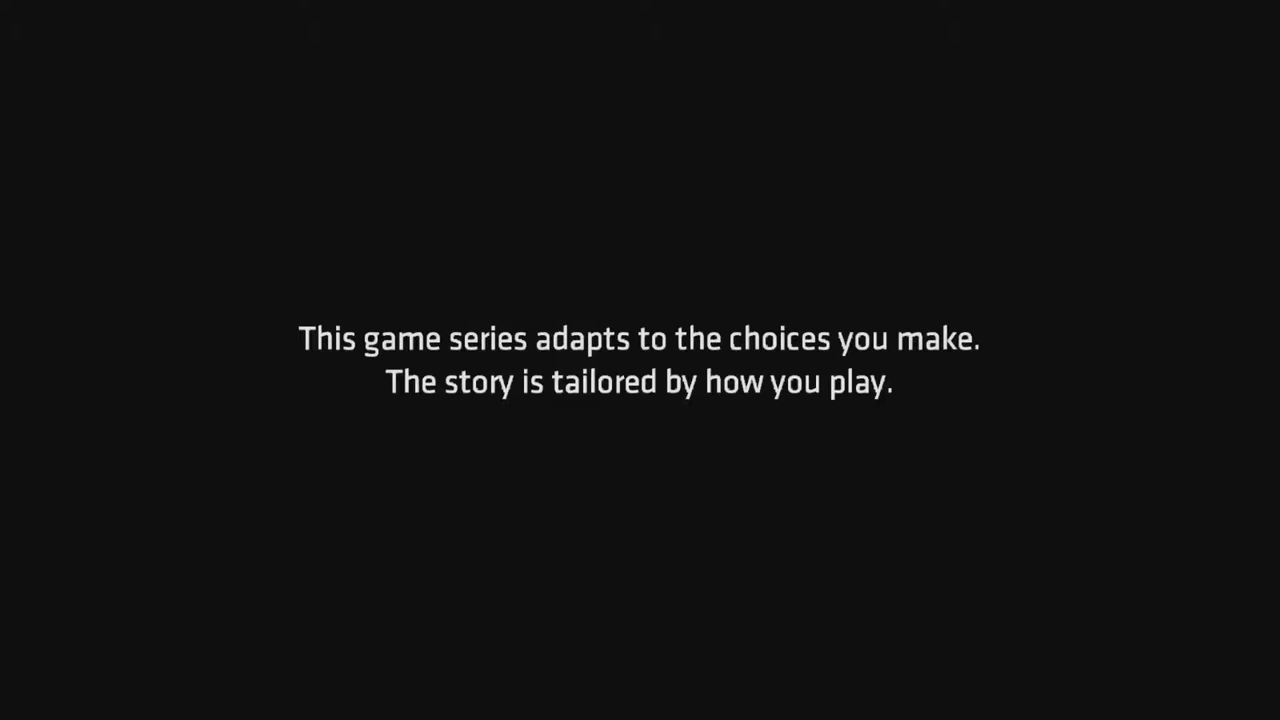 This game series adapts to the choices you make.
The story is tailored by how you play.